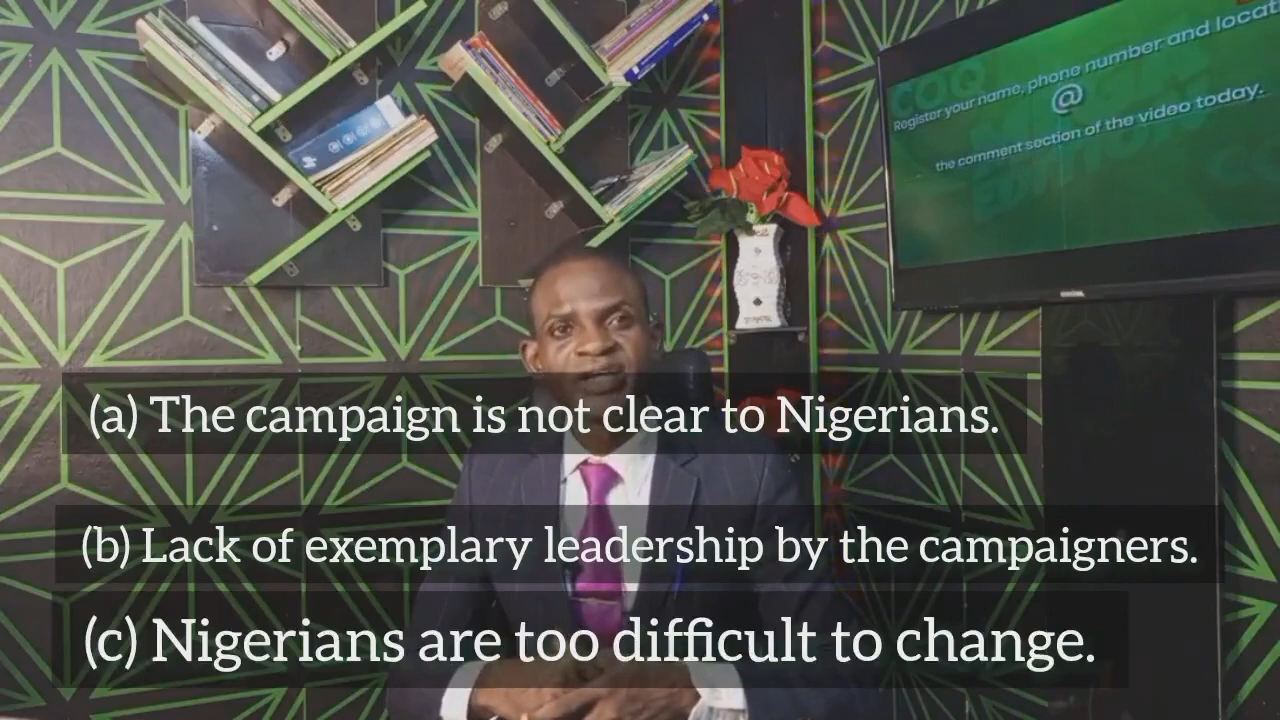 Register your name, phone number and locati
@
the comment section of the video today.
(a) The campaign is not clear to Nigerians.
(b) Lack of exemplary leadership by the campaigners.
(c) Nigerians are too difficult to change.